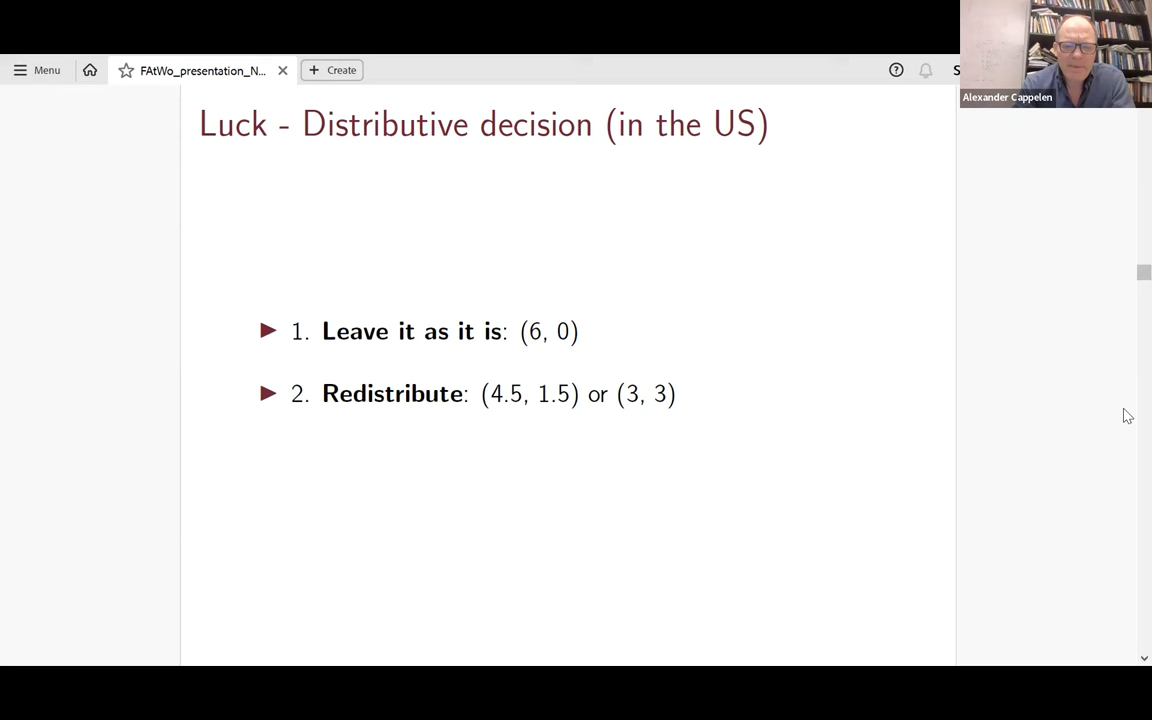 Menu
FAtWo_presentation_N...
Create
S
Alexander Cappelen
Luck - Distributive decision (in the US)
▶ 1. Leave it as it is: (6, 0)
▶ 2. Redistribute: (4.5, 1.5) or (3, 3)